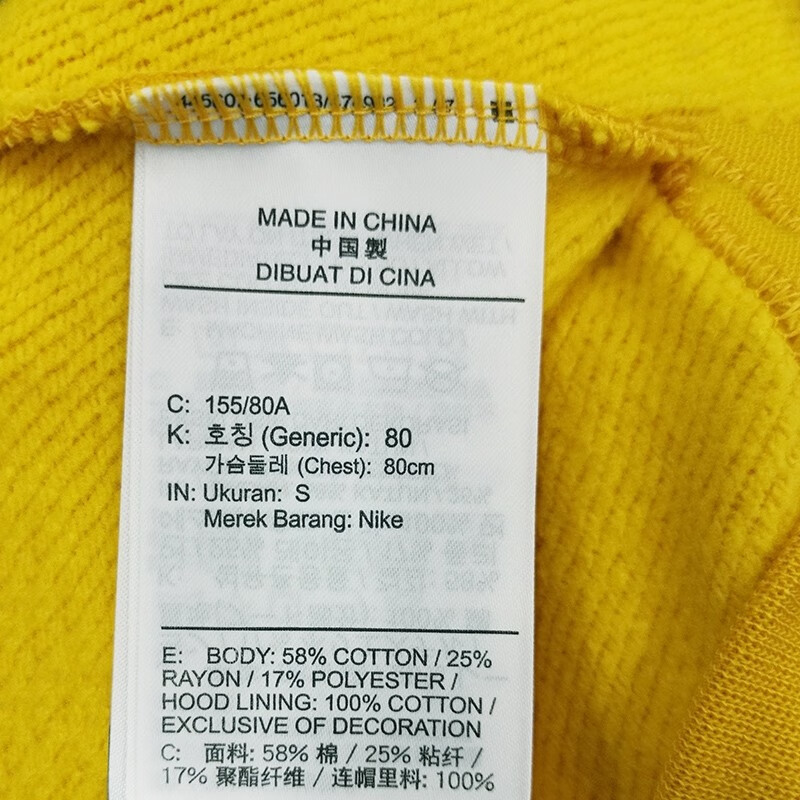 MADE IN CHINA
中国製
DIBUAT DI CINA
C: 155/80A
K: 호칭 (Generic): 80
가슴둘레 (Chest): 80cm
IN: Ukuran: S
Merek Barang: Nike
E: BODY: 58% COTTON / 25%
RAYON / 17% POLYESTER /
HOOD LINING: 100% COTTON /
EXCLUSIVE OF DECORATION
C: 面料: 58% 棉 / 25% 粘纤 /
17% 聚酯纤维 / 连帽里料: 100%